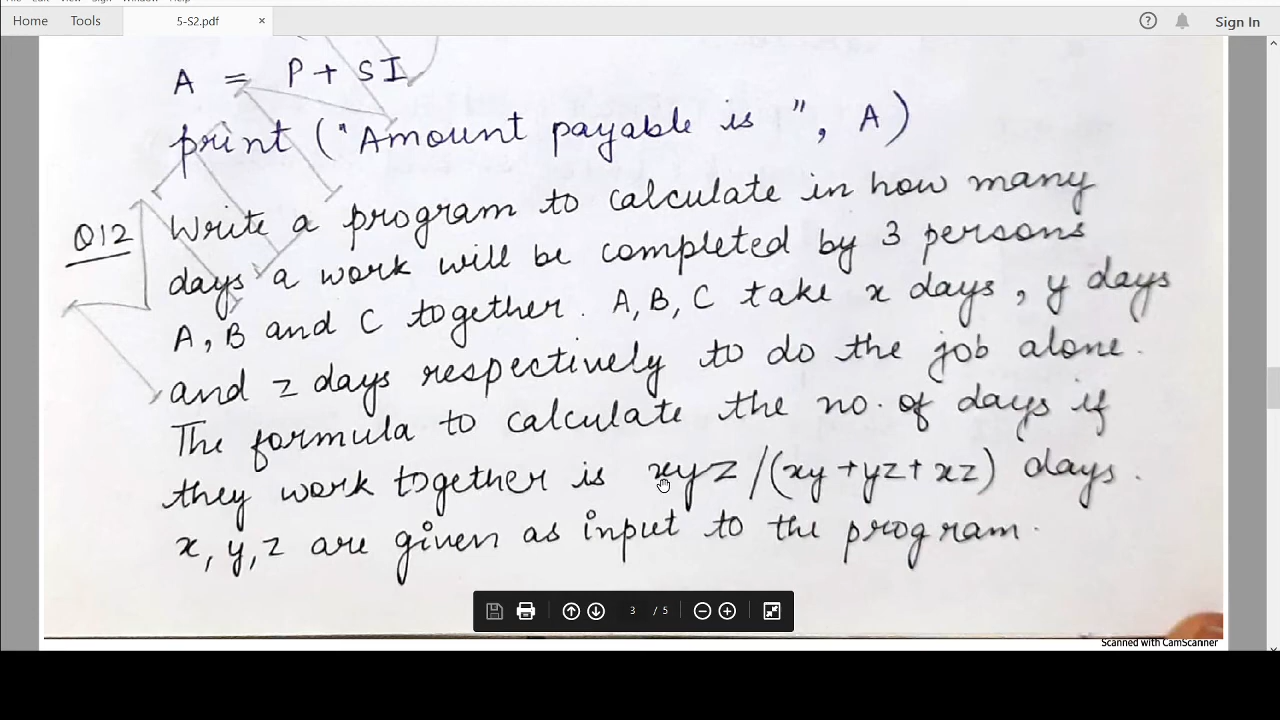 Home Tools 5-S2.pdf × Sign In
A = P + SI
print ("Amount payable is ", A)
Q12 Write a program to calculate in how many
days a work will be completed by 3 persons
A, B and C together. A, B, C take x days, y days
and z days respectively to do the job alone.
The formula to calculate the no. of days if
they work together is xyz/(xy+yz+xz) days.
x, y, z are given as input to the program.
3 / 5
Scanned with CamScanner